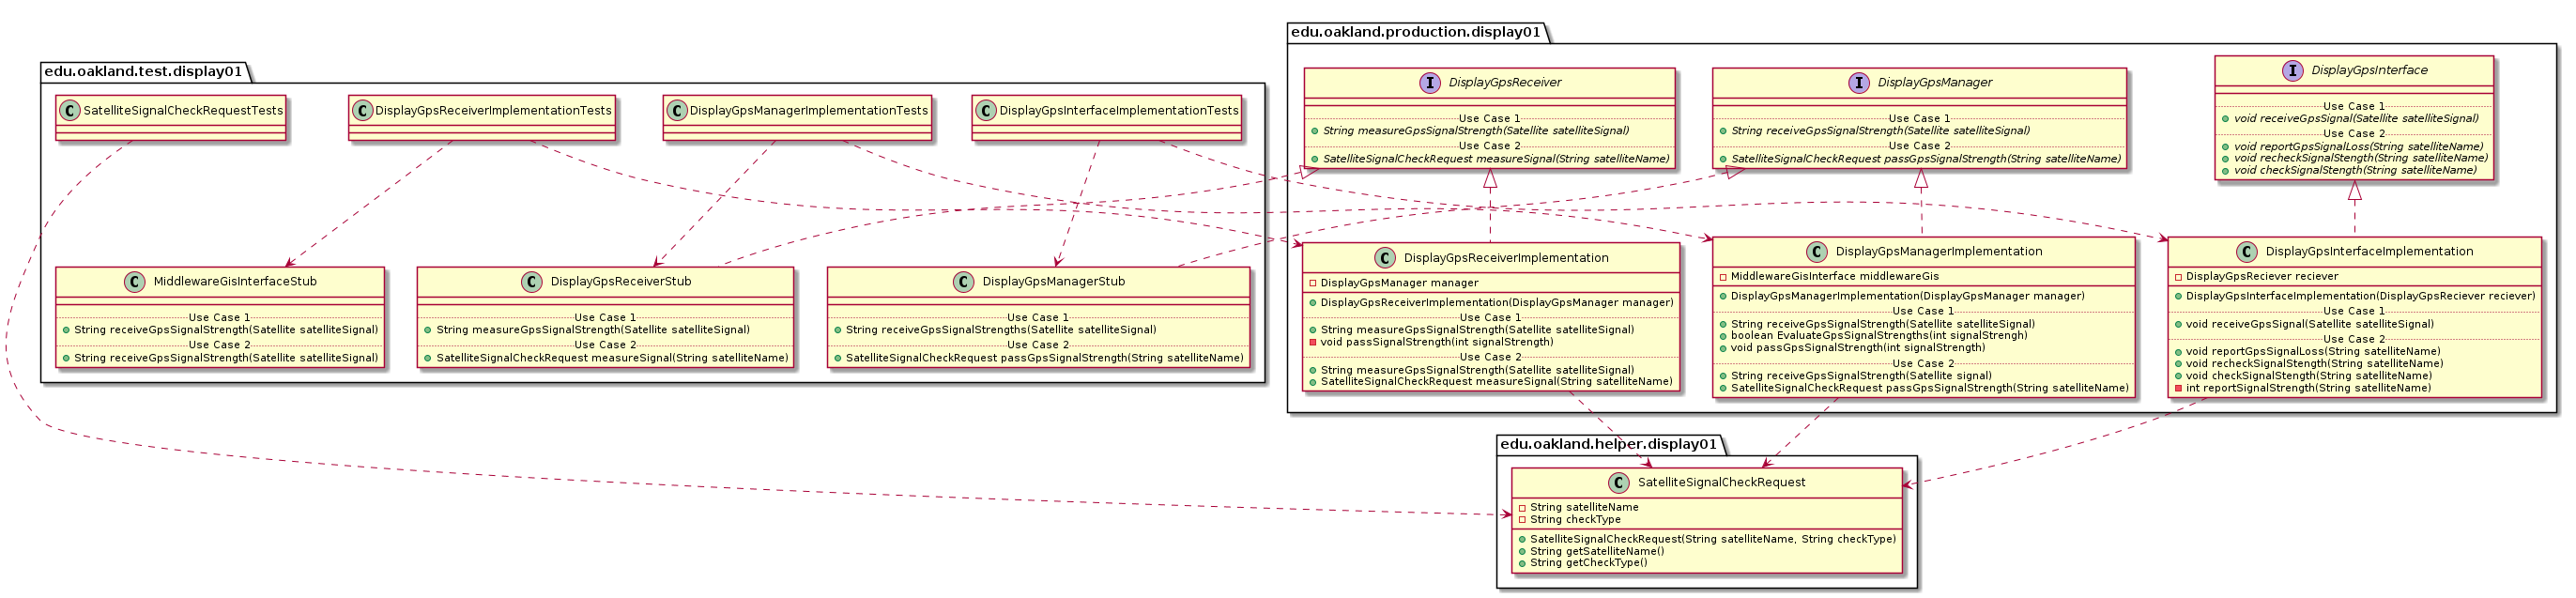 edu.oakland.test.display01
SatelliteSignalCheckRequestTests
DisplayGpsReceiverImplementationTests
DisplayGpsManagerImplementationTests
DisplayGpsInterfaceImplementationTests
MiddlewareGisInterfaceStub
Use Case 1
String receiveGpsSignalStrength(Satellite satelliteSignal)
Use Case 2
String receiveGpsSignalStrength(Satellite satelliteSignal)
DisplayGpsReceiverStub
Use Case 1
String measureGpsSignalStrength(Satellite satelliteSignal)
Use Case 2
SatelliteSignalCheckRequest measureSignal(String satelliteName)
DisplayGpsManagerStub
Use Case 1
String receiveGpsSignalStrengths(Satellite satelliteSignal)
Use Case 2
SatelliteSignalCheckRequest passGpsSignalStrength(String satelliteName)
edu.oakland.production.display01
DisplayGpsReceiver
Use Case 1
String measureGpsSignalStrength(Satellite satelliteSignal)
Use Case 2
SatelliteSignalCheckRequest measureSignal(String satelliteName)
DisplayGpsManager
Use Case 1
String receiveGpsSignalStrength(Satellite satelliteSignal)
Use Case 2
SatelliteSignalCheckRequest passGpsSignalStrength(String satelliteName)
DisplayGpsInterface
Use Case 1
void receiveGpsSignal(Satellite satelliteSignal)
Use Case 2
void reportGpsSignalLoss(String satelliteName)
void recheckSignalStength(String satelliteName)
void checkSignalStength(String satelliteName)
DisplayGpsReceiverImplementation
DisplayGpsManager manager
DisplayGpsReceiverImplementation(DisplayGpsManager manager)
Use Case 1
String measureGpsSignalStrength(Satellite satelliteSignal)
void passSignalStrength(int signalStrength)
Use Case 2
String measureGpsSignalStrength(Satellite satelliteSignal)
SatelliteSignalCheckRequest measureSignal(String satelliteName)
DisplayGpsManagerImplementation
MiddlewareGisInterface middlewareGis
DisplayGpsManagerImplementation(DisplayGpsManager manager)
Use Case 1
String receiveGpsSignalStrength(Satellite satelliteSignal)
boolean EvaluateGpsSignalStrengths(int signalStrengh)
void passGpsSignalStrength(int signalStrength)
Use Case 2
String receiveGpsSignalStrength(Satellite signal)
SatelliteSignalCheckRequest passGpsSignalStrength(String satelliteName)
DisplayGpsInterfaceImplementation
DisplayGpsReciever reciever
DisplayGpsInterfaceImplementation(DisplayGpsReciever reciever)
Use Case 1
void receiveGpsSignal(Satellite satelliteSignal)
Use Case 2
void reportGpsSignalLoss(String satelliteName)
void recheckSignalStength(String satelliteName)
void checkSignalStength(String satelliteName)
int reportSignalStrength(String satelliteName)
edu.oakland.helper.display01
SatelliteSignalCheckRequest
String satelliteName
String checkType
SatelliteSignalCheckRequest(String satelliteName, String checkType)
String getSatelliteName()
String getCheckType()